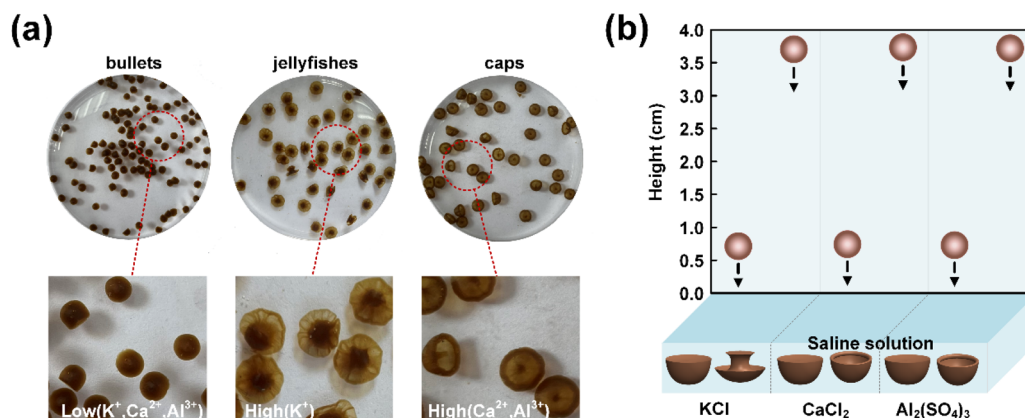 (a)
bullets
jellyfishes
caps
Low(K⁺,Ca²⁺,Al³⁺)
High(K⁺)
High(Ca²⁺,Al³⁺)
(b)
Height (cm)
4.0
3.5
3.0
2.5
2.0
1.5
1.0
0.5
0.0
Saline solution
KCl
CaCl₂
Al₂(SO₄)₃